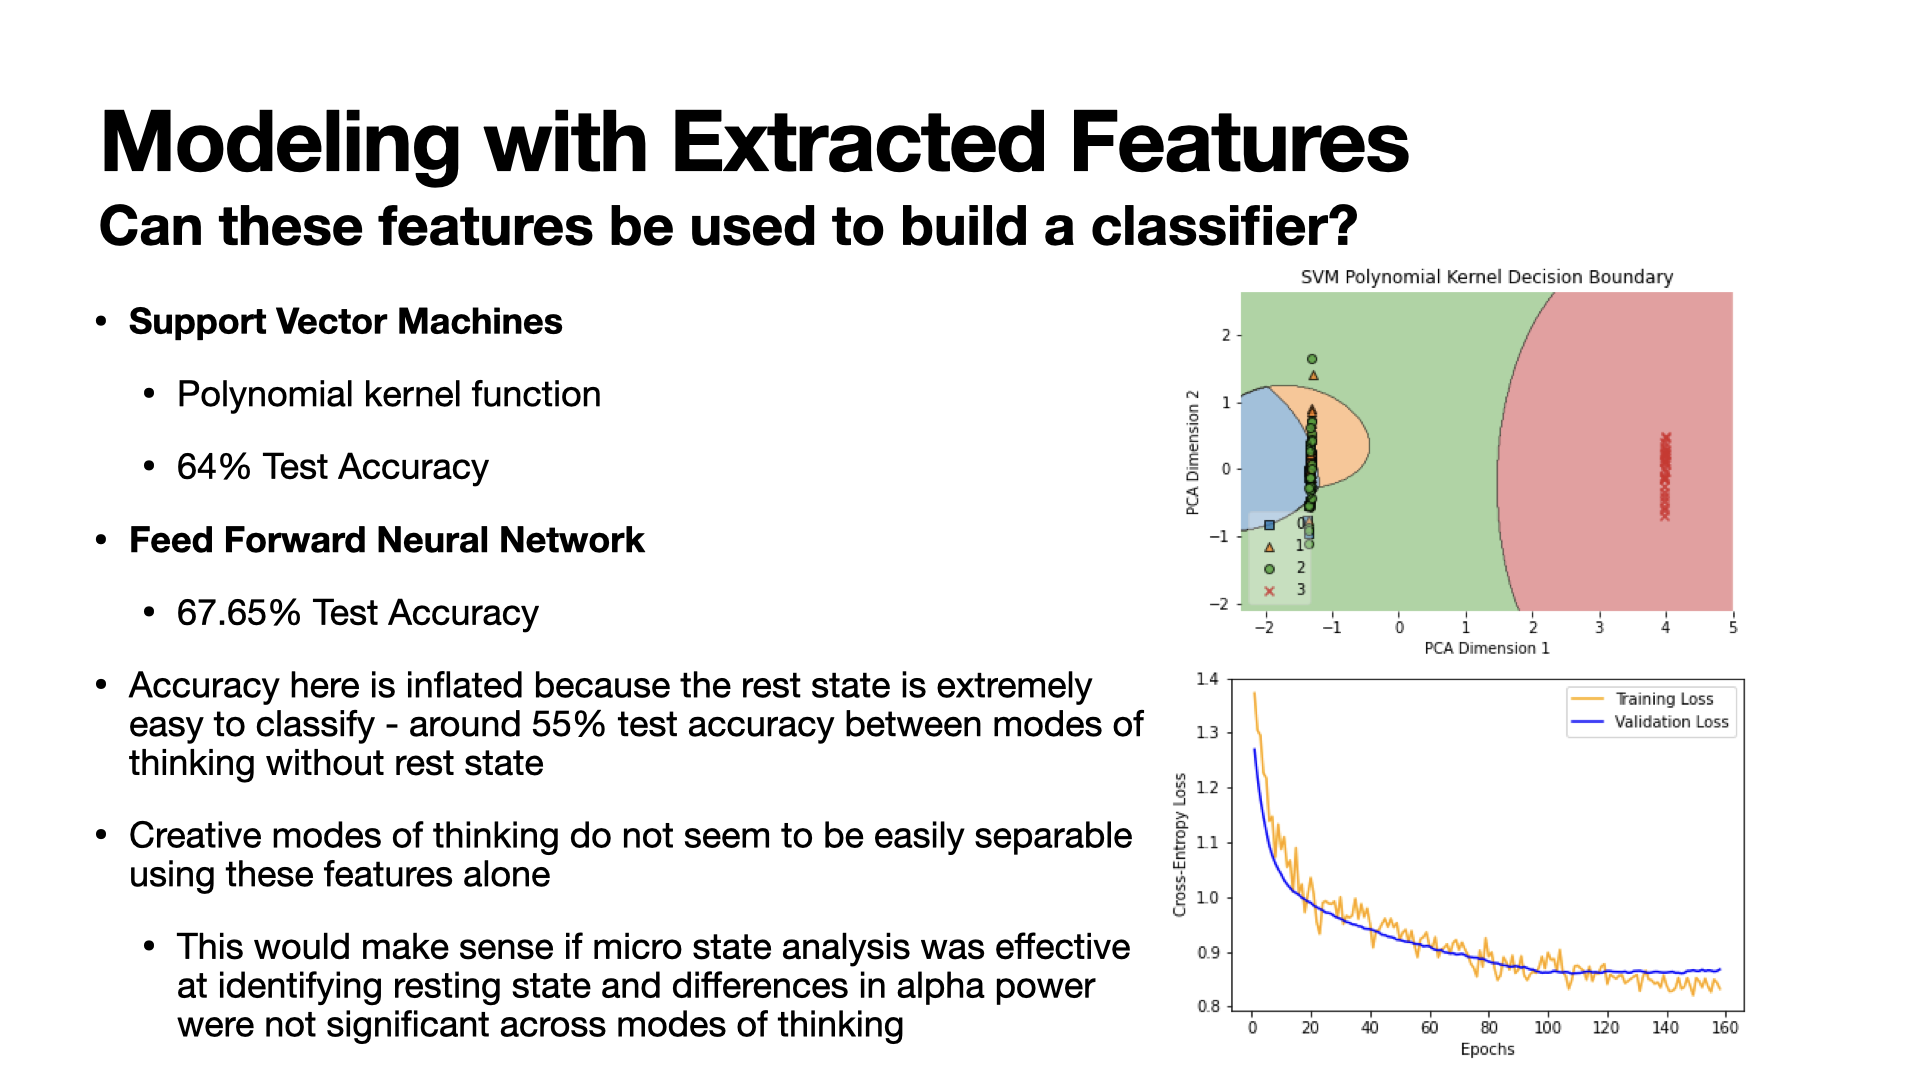 Modeling with Extracted Features
Can these features be used to build a classifier?
• Support Vector Machines
• Polynomial kernel function
• 64% Test Accuracy
• Feed Forward Neural Network
• 67.65% Test Accuracy
• Accuracy here is inflated because the rest state is extremely
easy to classify - around 55% test accuracy between modes of
thinking without rest state
• Creative modes of thinking do not seem to be easily separable
using these features alone
• This would make sense if micro state analysis was effective
at identifying resting state and differences in alpha power
were not significant across modes of thinking
SVM Polynomial Kernel Decision Boundary
PCA Dimension 2
2
1
0
−1
−2
0
1
2
3
−2 −1 0 1 2 3 4 5
PCA Dimension 1
Cross-Entropy Loss
1.4
1.3
1.2
1.1
1.0
0.9
0.8
Training Loss
Validation Loss
0 20 40 60 80 100 120 140 160
Epochs